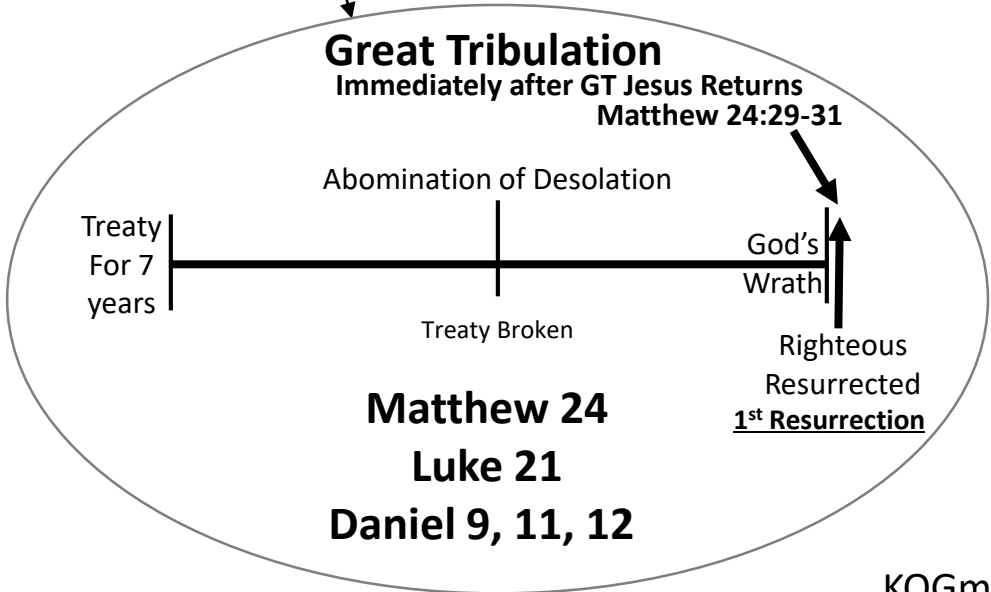 Great Tribulation
Immediately after GT Jesus Returns
Matthew 24:29-31
Abomination of Desolation
Treaty
For 7
years
God's
Wrath
Treaty Broken
Righteous
Resurrected
1st Resurrection
Matthew 24
Luke 21
Daniel 9, 11, 12
KOGm